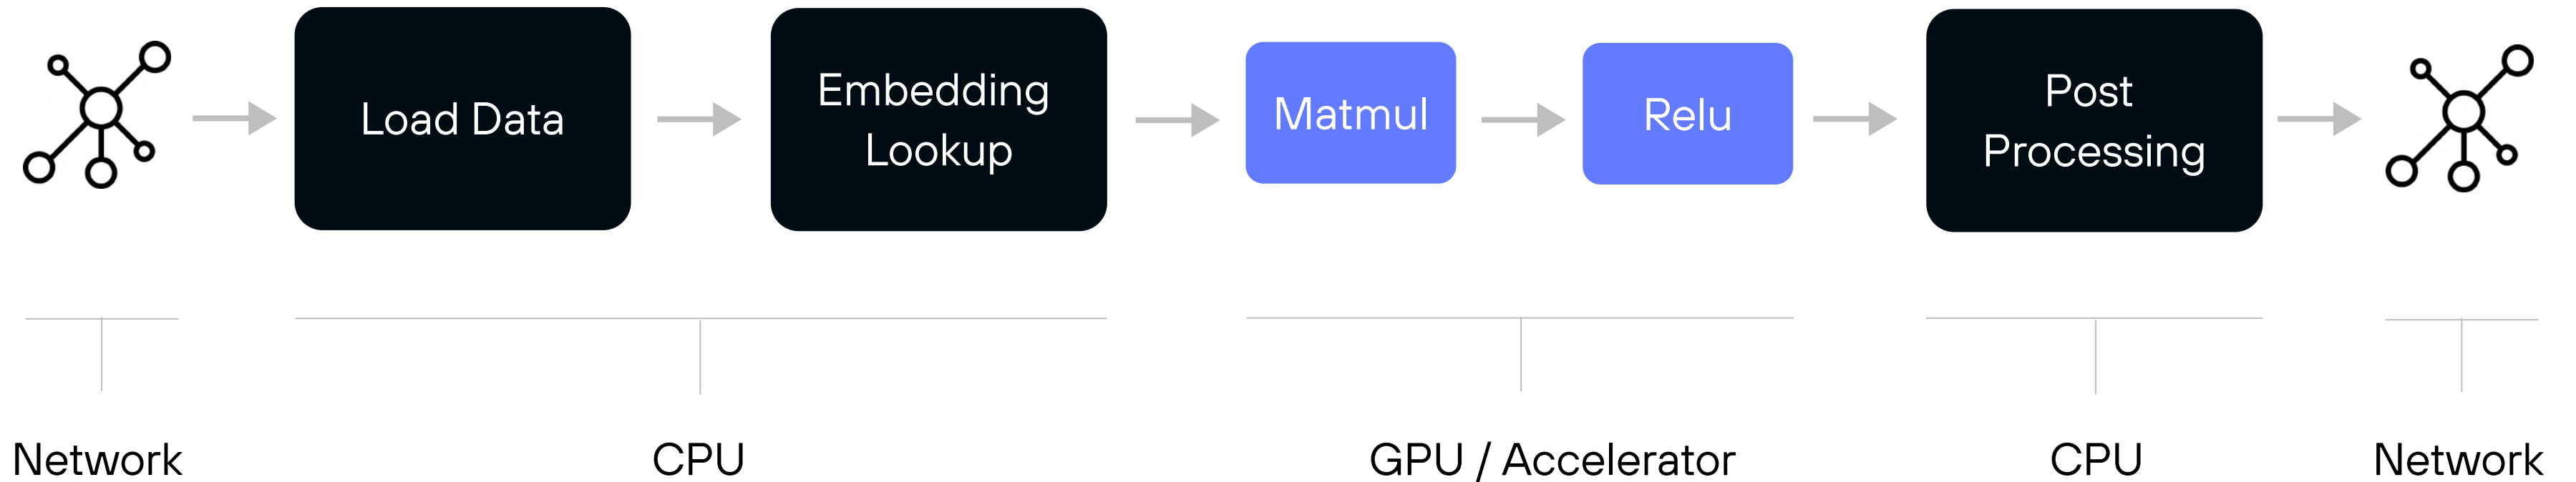 Load Data
Embedding
Lookup
Matmul
Relu
Post
Processing
Network
CPU
GPU / Accelerator
CPU
Network